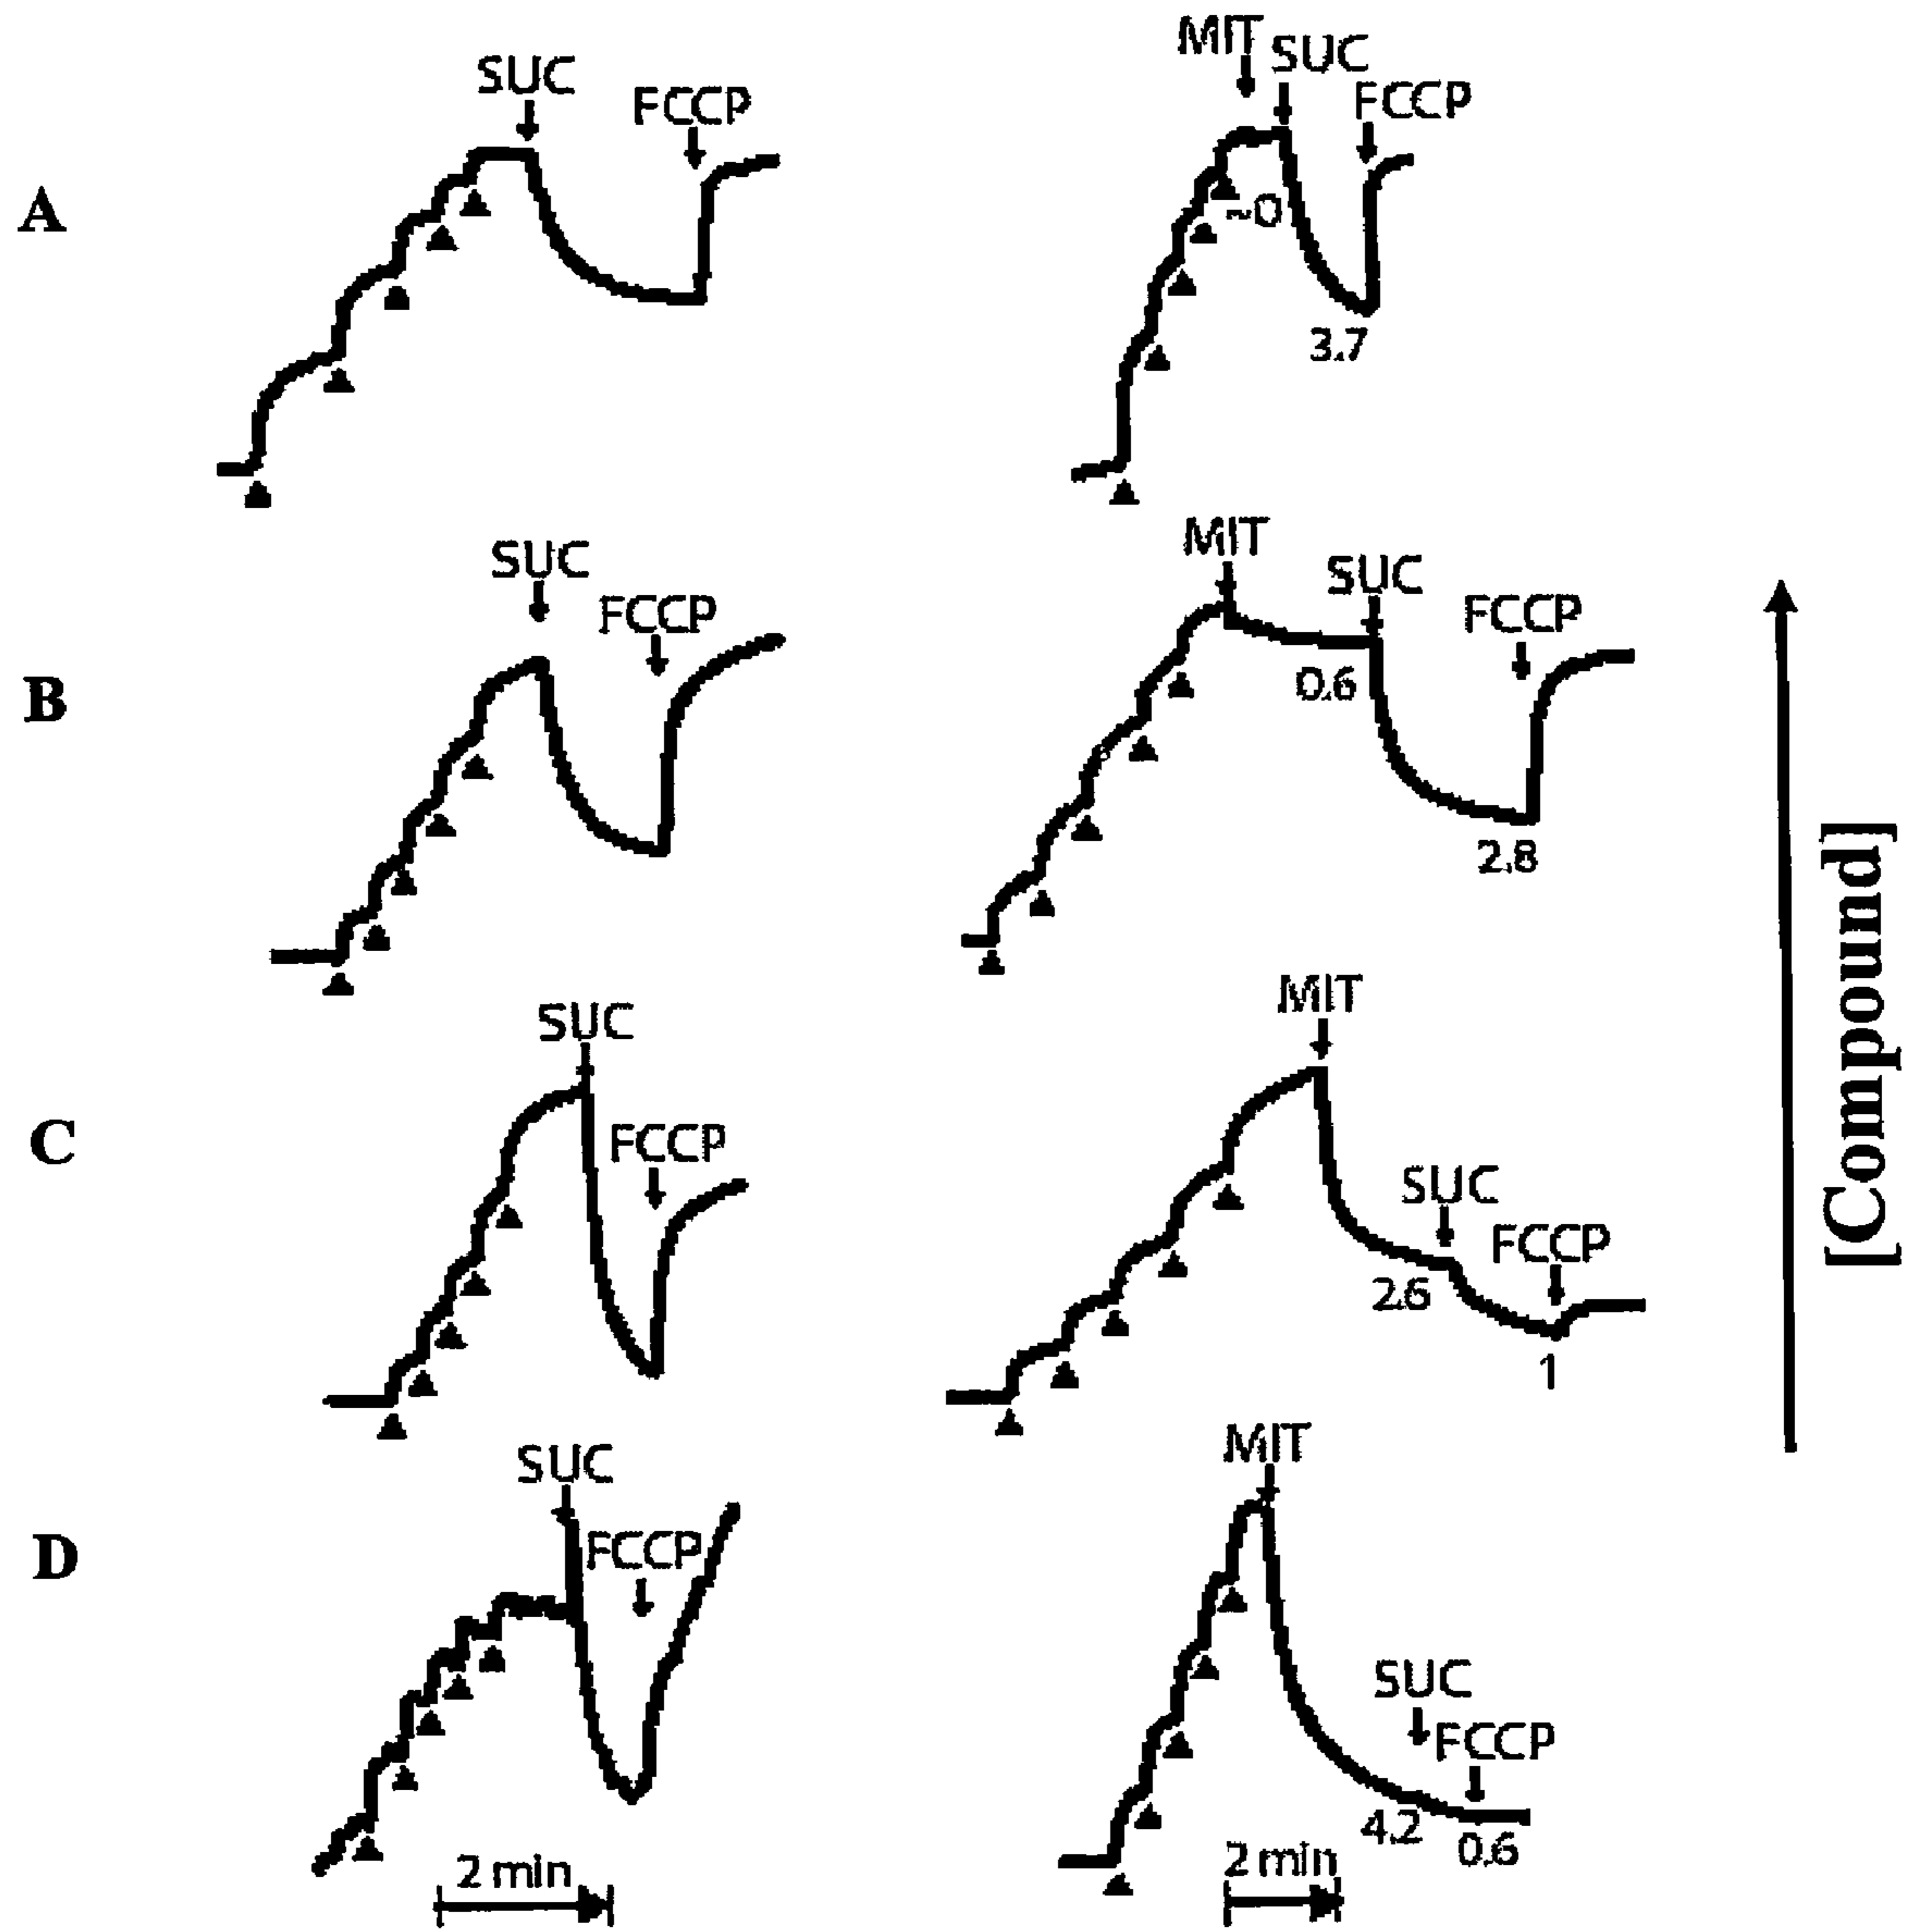 A
SUC
FCCP
MIT
SUC
FCCP
~0
3.7
B
SUC
FCCP
MIT
SUC
FCCP
0.6
2.8
C
SUC
FCCP
MIT
SUC
FCCP
2.6
1
D
SUC
FCCP
MIT
SUC
FCCP
4.2
0.6
2 min
2 min
[Compound]